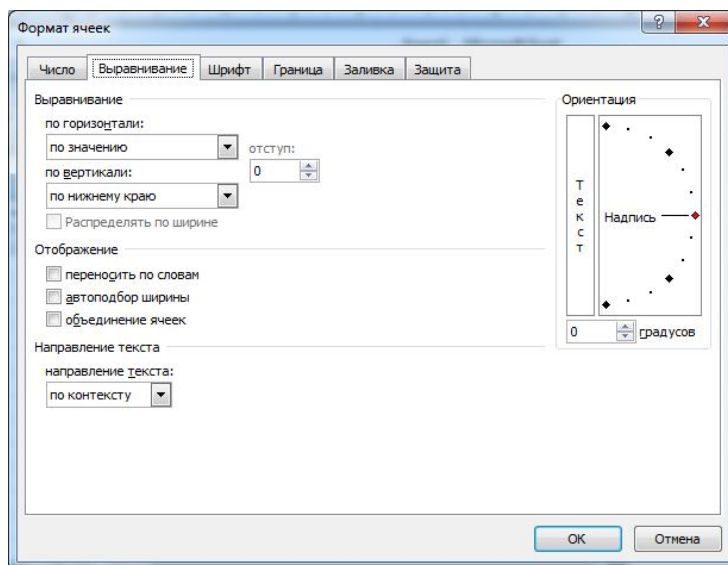 Формат ячеек
Число Выравнивание Шрифт Граница Заливка Защита
Выравнивание
по горизонтали:
по значению
отступ:
0
по вертикали:
по нижнему краю
Распределять по ширине
Отображение
переносить по словам
автоподбор ширины
объединение ячеек
Направление текста
направление текста:
по контексту
Ориентация
Текст
Надпись
0 градусов
ОК Отмена